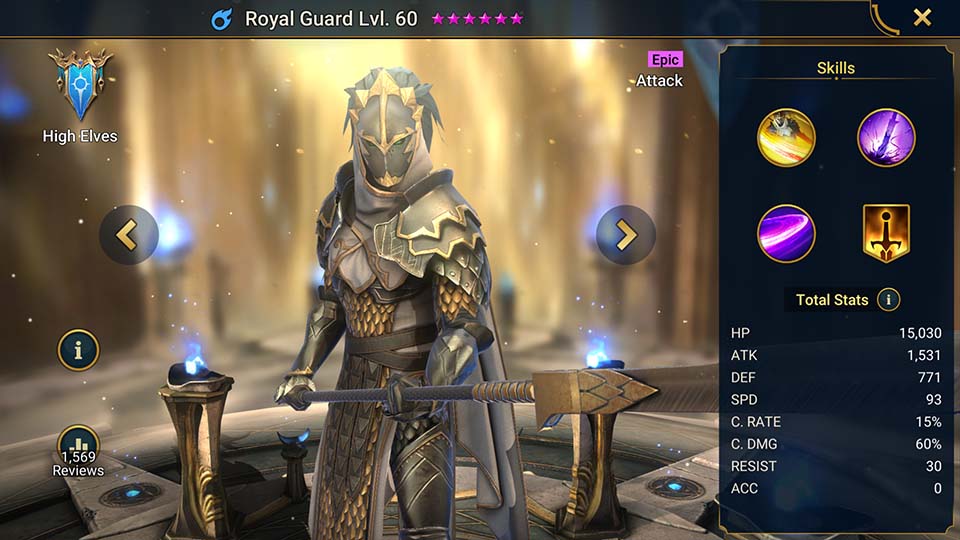 Royal Guard Lvl. 60
High Elves
Epic
Attack
1,569
Reviews
Skills
Total Stats
HP 15,030
ATK 1,531
DEF 771
SPD 93
C. RATE 15%
C. DMG 60%
RESIST 30
ACC 0